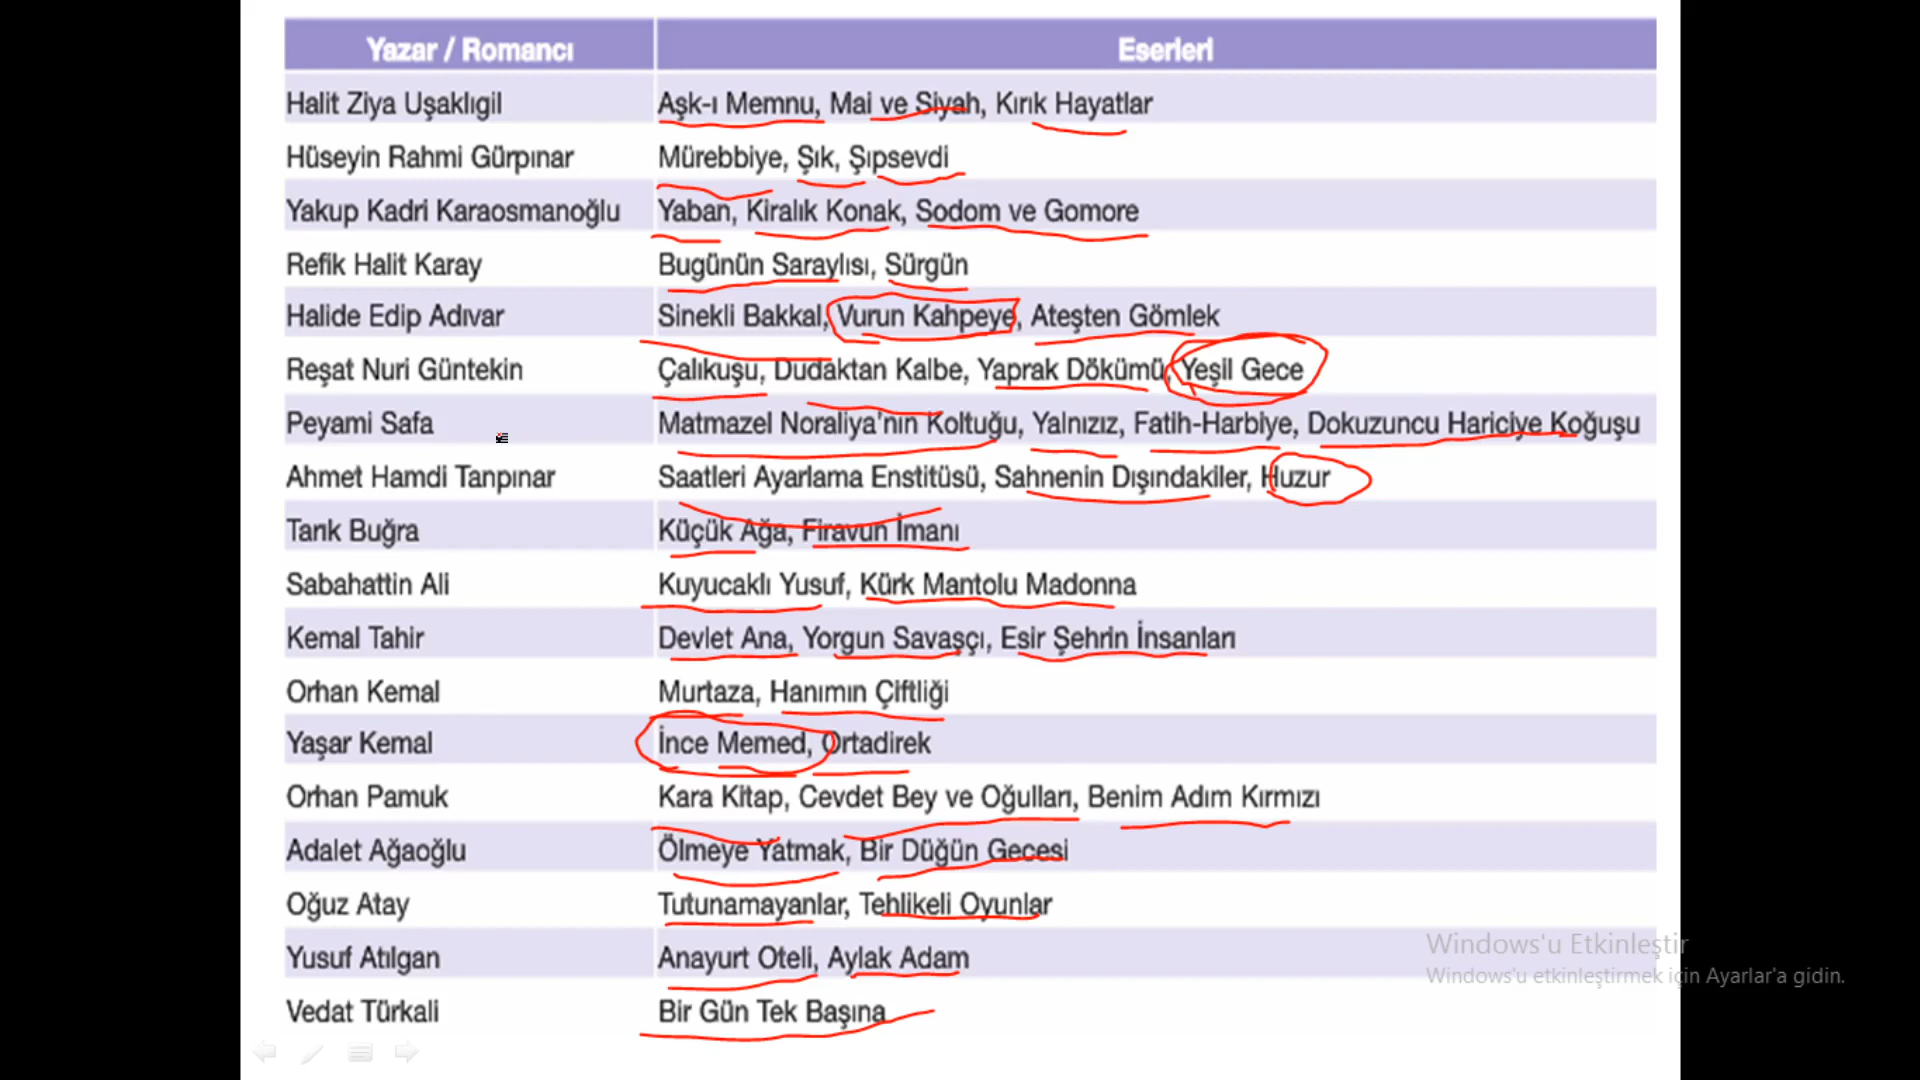 Yazar / Romancı Eserleri
Halit Ziya Uşaklıgil Aşk-ı Memnu, Mai ve Siyah, Kırık Hayatlar
Hüseyin Rahmi Gürpınar Mürebbiye, Şık, Şıpsevdi
Yakup Kadri Karaosmanoğlu Yaban, Kiralık Konak, Sodom ve Gomore
Refik Halit Karay Bugünün Saraylısı, Sürgün
Halide Edip Adıvar Sinekli Bakkal, Vurun Kahpeye, Ateşten Gömlek
Reşat Nuri Güntekin Çalıkuşu, Dudaktan Kalbe, Yaprak Dökümü, Yeşil Gece
Peyami Safa Matmazel Noraliya'nın Koltuğu, Yalnızız, Fatih-Harbiye, Dokuzuncu Hariciye Koğuşu
Ahmet Hamdi Tanpınar Saatleri Ayarlama Enstitüsü, Sahnenin Dışındakiler, Huzur
Tarık Buğra Küçük Ağa, Firavun İmanı
Sabahattin Ali Kuyucaklı Yusuf, Kürk Mantolu Madonna
Kemal Tahir Devlet Ana, Yorgun Savaşçı, Esir Şehrin İnsanları
Orhan Kemal Murtaza, Hanımın Çiftliği
Yaşar Kemal İnce Memed, Ortadirek
Orhan Pamuk Kara Kitap, Cevdet Bey ve Oğulları, Benim Adım Kırmızı
Adalet Ağaoğlu Ölmeye Yatmak, Bir Düğün Gecesi
Oğuz Atay Tutunamayanlar, Tehlikeli Oyunlar
Yusuf Atılgan Anayurt Oteli, Aylak Adam
Vedat Türkali Bir Gün Tek Başına
Windows'u Etkinleştir
Windows'u etkinleştirmek için Ayarlar'a gidin.